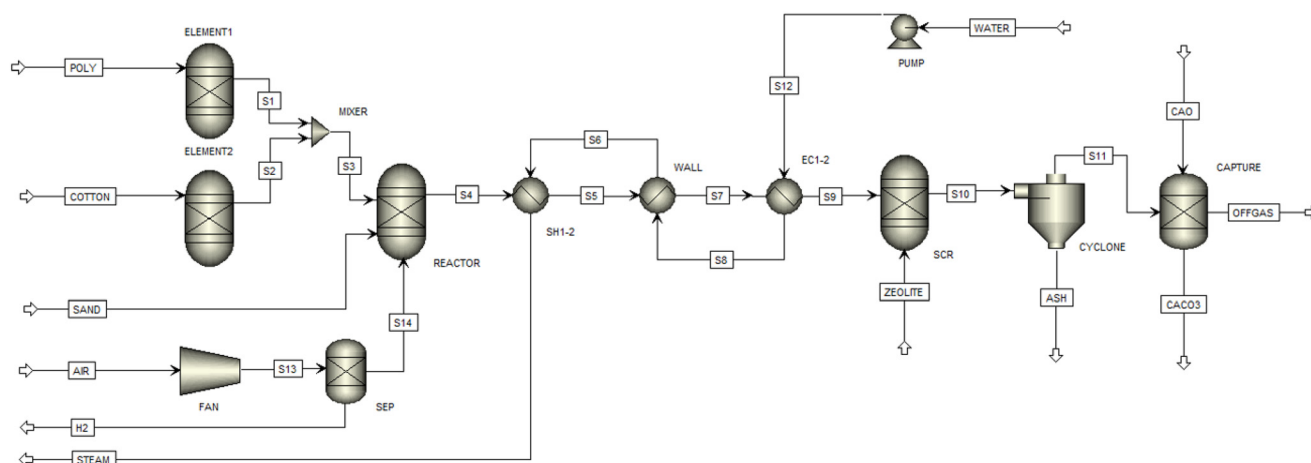 ELEMENT1
POLY
S1
MIXER
ELEMENT2
S2
S3
COTTON
REACTOR
SAND
S14
AIR
FAN
S13
SEP
H2
STEAM
S4
SH1-2
S6
S5
WALL
S7
S8
S12
EC1-2
PUMP
WATER
S9
SCR
ZEOLITE
S10
CYCLONE
S11
ASH
CAO
CAPTURE
OFFGAS
CACO3